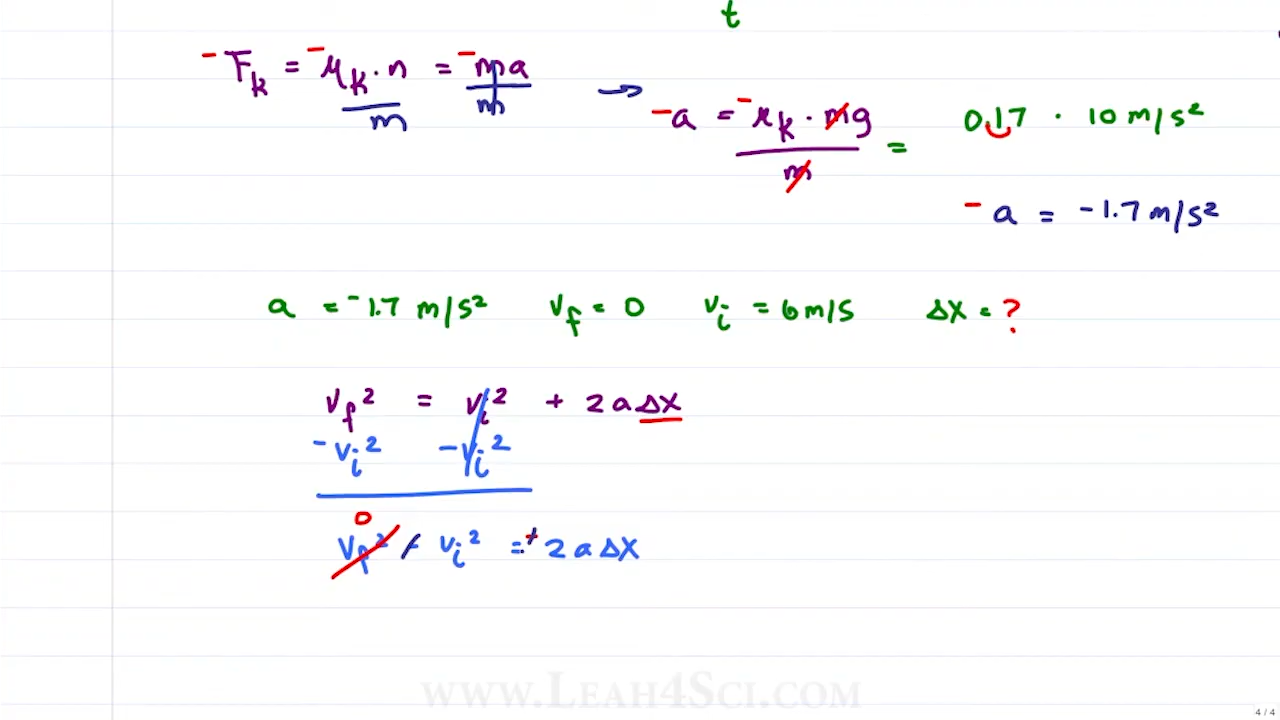 t
- Fk = - μk · n / m = - ma / m →
- a = - μk · mg / m = 0.17 · 10 m/s²
- a = -1.7 m/s²
a = -1.7 m/s² vf = 0 vi = 6 m/s Δx = ?
vf² = vi² + 2aΔx
-vi² -vi²
0
vf² - vi² = + 2aΔx
www.Leah4Sci.com
4 / 4